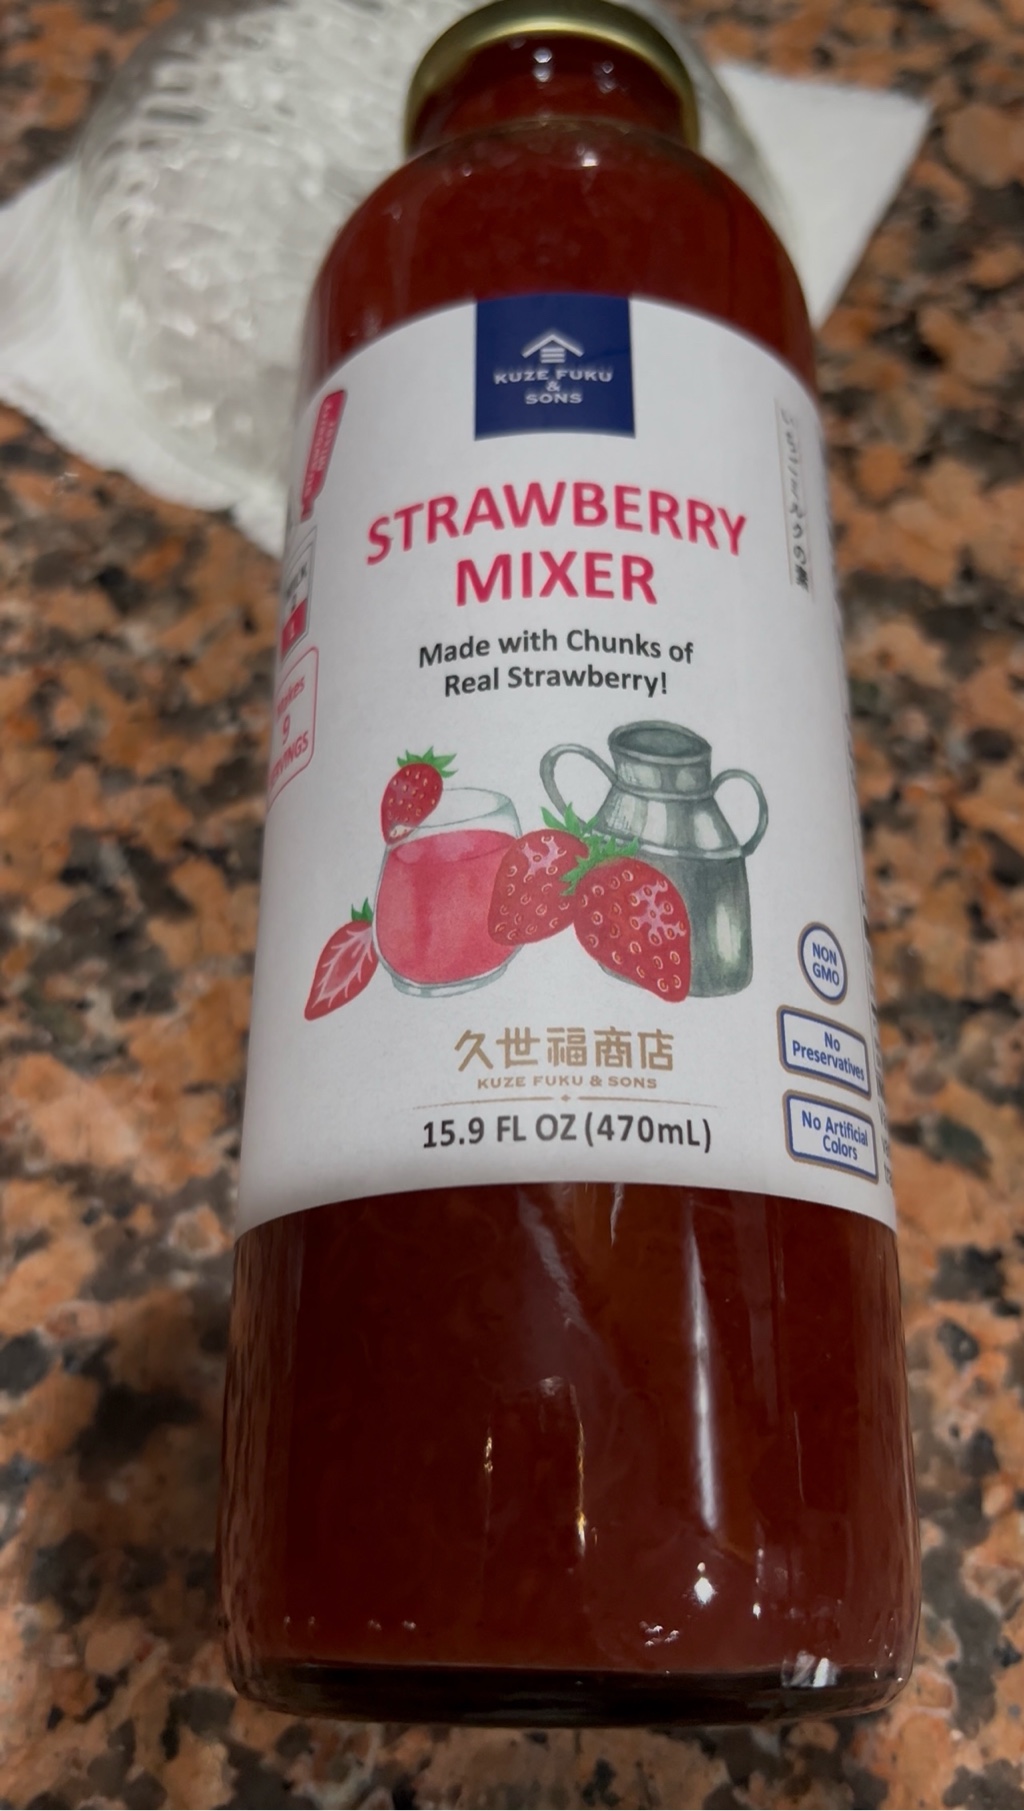 KUZE FUKU
&
SONS
STRAWBERRY
MIXER
Made with Chunks of
Real Strawberry!
9
NON
GMO
No
Preservatives
No Artificial
Colors
久世福商店
KUZE FUKU & SONS
15.9 FL OZ (470mL)